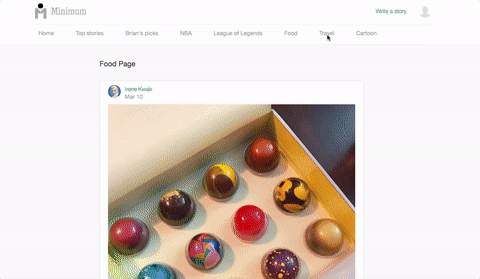 Minimum
Write a story
Home Top stories Brian's picks NBA League of Legends Food Travel Cartoon
Food Page
Irene Kwak
Mar 10